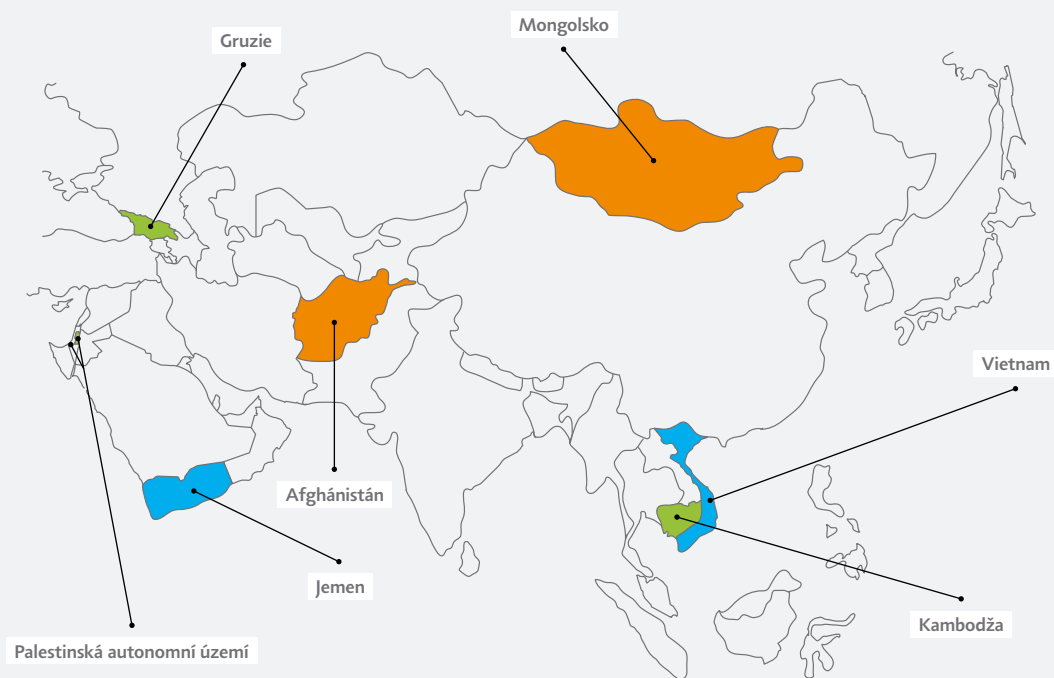 Mongolsko
Gruzie
Vietnam
Afghánistán
Jemen
Kambodža
Palestinská autonomní území